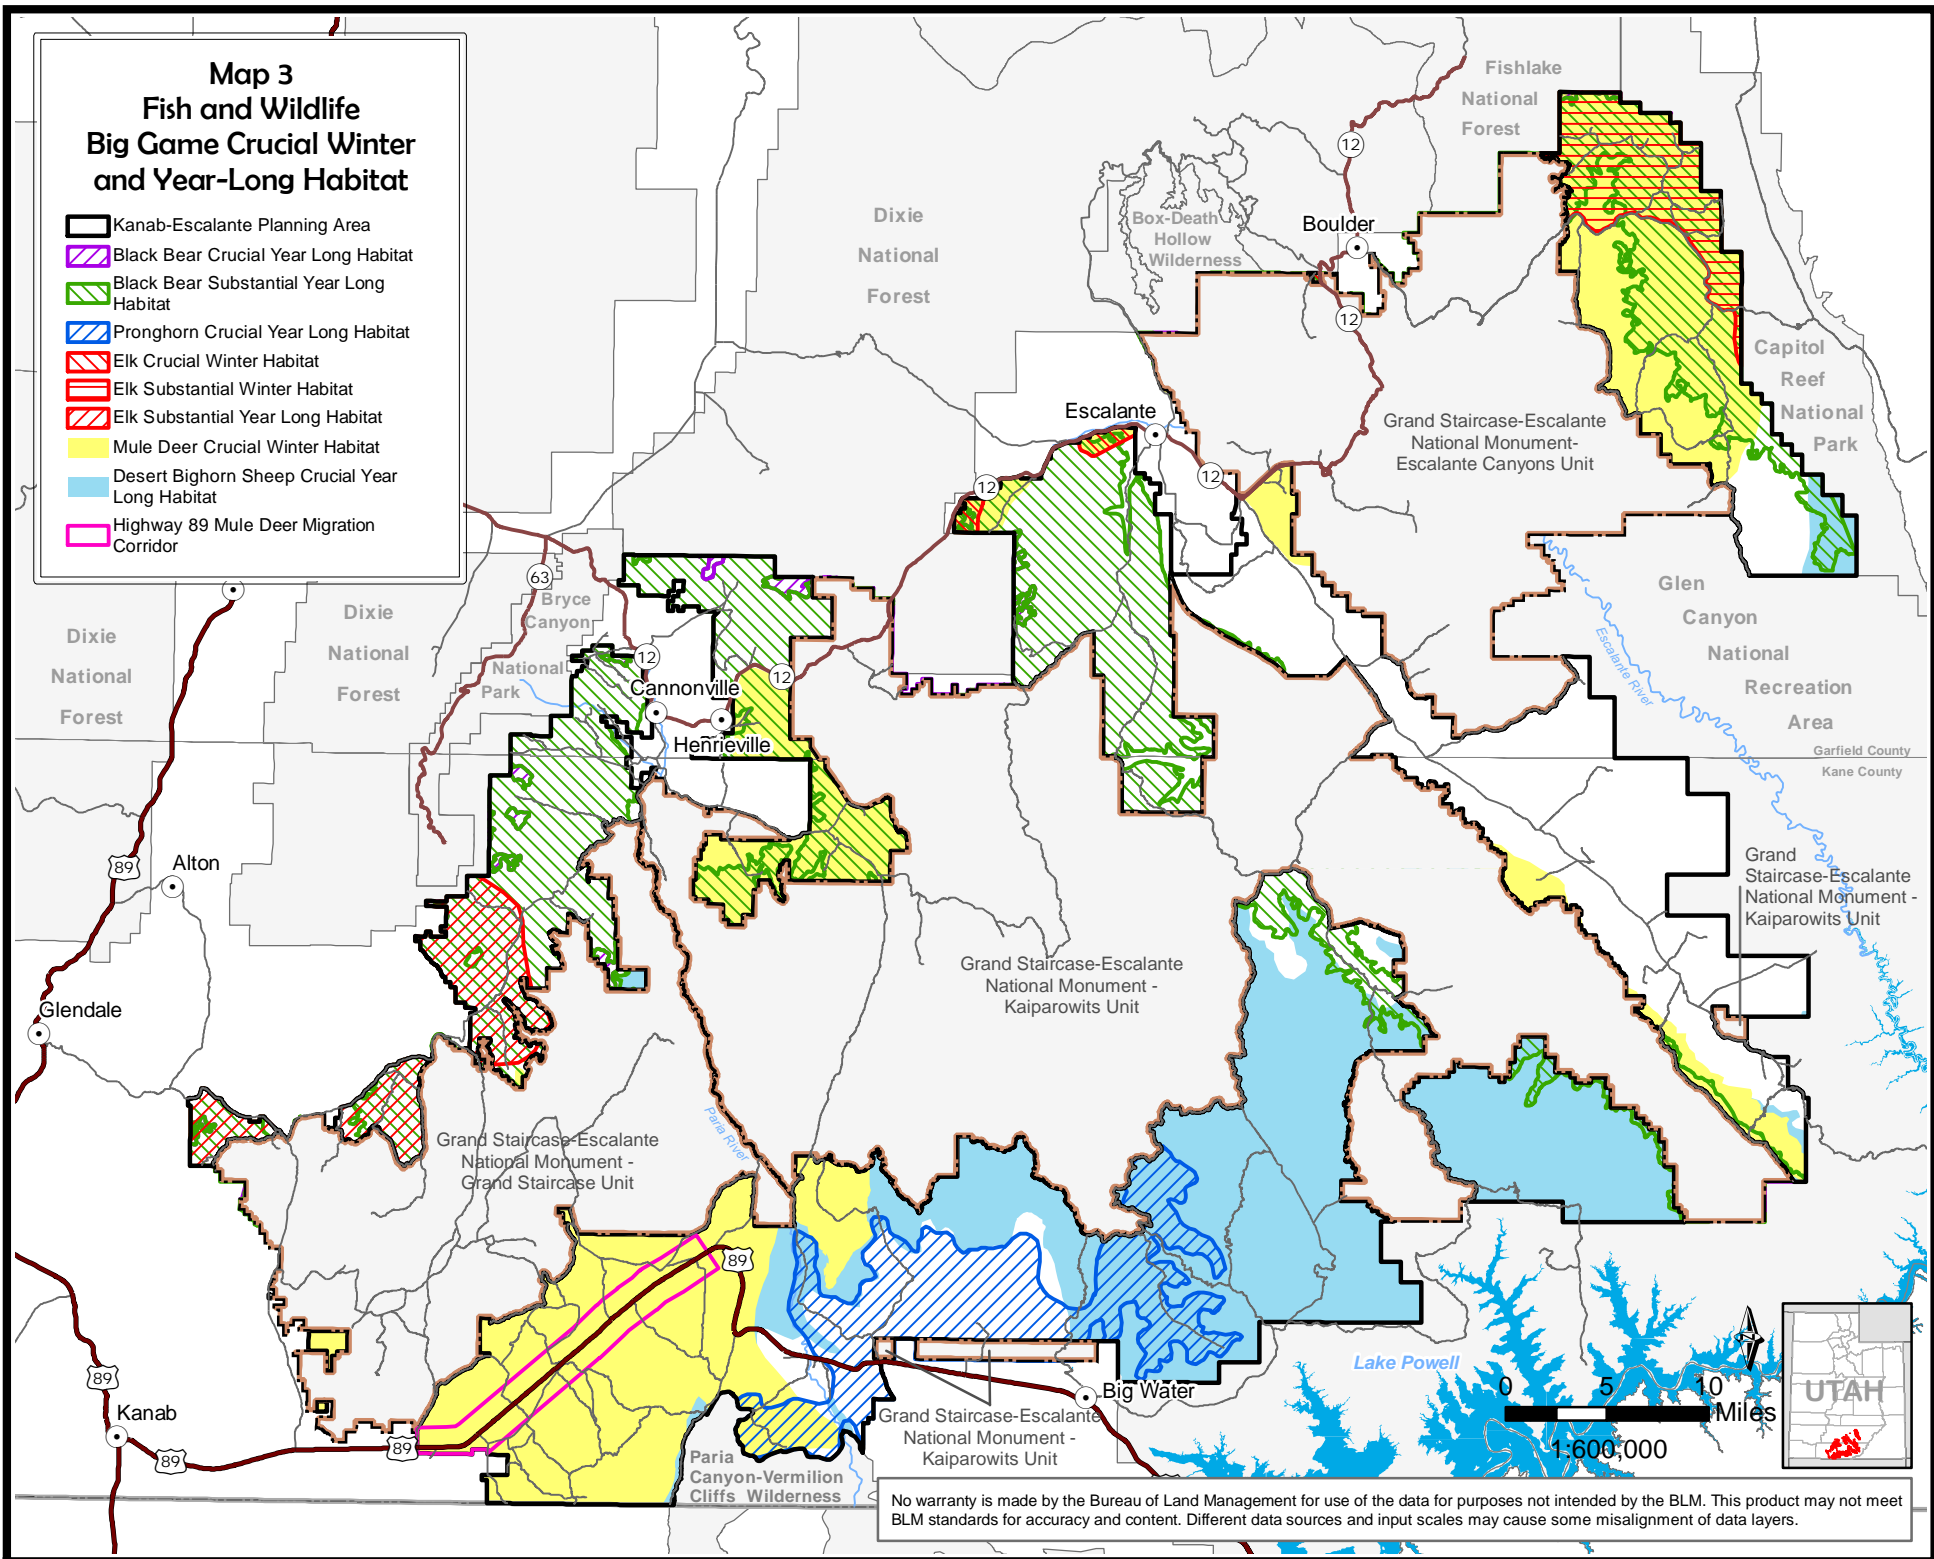 Map 3
Fish and Wildlife
Big Game Crucial Winter
and Year-Long Habitat
Kanab-Escalante Planning Area
Black Bear Crucial Year Long Habitat
Black Bear Substantial Year Long
Habitat
Pronghorn Crucial Year Long Habitat
Elk Crucial Winter Habitat
Elk Substantial Winter Habitat
Elk Substantial Year Long Habitat
Mule Deer Crucial Winter Habitat
Desert Bighorn Sheep Crucial Year
Long Habitat
Highway 89 Mule Deer Migration
Corridor
Fishlake
National
Forest
12
Dixie
National
Forest
Box-Death
Hollow
Wilderness
Boulder
12
Capitol
Reef
National
Park
Escalante
Grand Staircase-Escalante
National Monument-
Escalante Canyons Unit
12
12
63
Bryce
Canyon
National
Park
Dixie
National
Forest
Dixie
National
Forest
12
Cannonville
12
Henrieville
Glen
Canyon
National
Recreation
Area
Escalante River
Garfield County
Kane County
89
Alton
Grand
Staircase-Escalante
National Monument -
Kaiparowits Unit
Glendale
Grand Staircase-Escalante
National Monument -
Kaiparowits Unit
Paria River
Grand Staircase-Escalante
National Monument -
Grand Staircase Unit
89
89
Kanab
89
89
Big Water
Lake Powell
Grand Staircase-Escalante
National Monument -
Kaiparowits Unit
Paria
Canyon-Vermilion
Cliffs Wilderness
0 5 10
Miles
1:600,000
UTAH
No warranty is made by the Bureau of Land Management for use of the data for purposes not intended by the BLM. This product may not meet
BLM standards for accuracy and content. Different data sources and input scales may cause some misalignment of data layers.